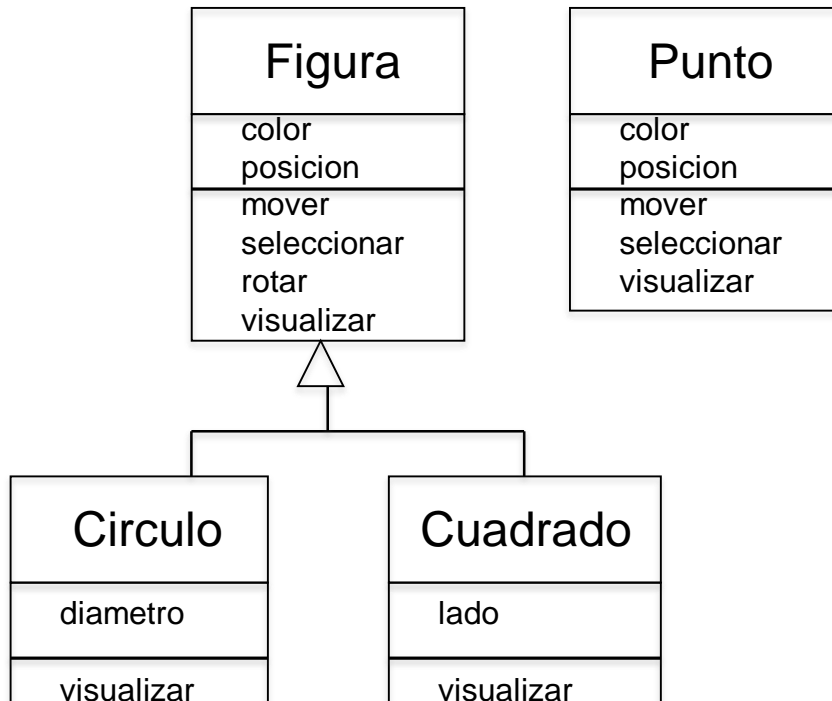 Figura
color
posicion
mover
seleccionar
rotar
visualizar
Punto
color
posicion
mover
seleccionar
visualizar
Circulo
diametro
visualizar
Cuadrado
lado
visualizar